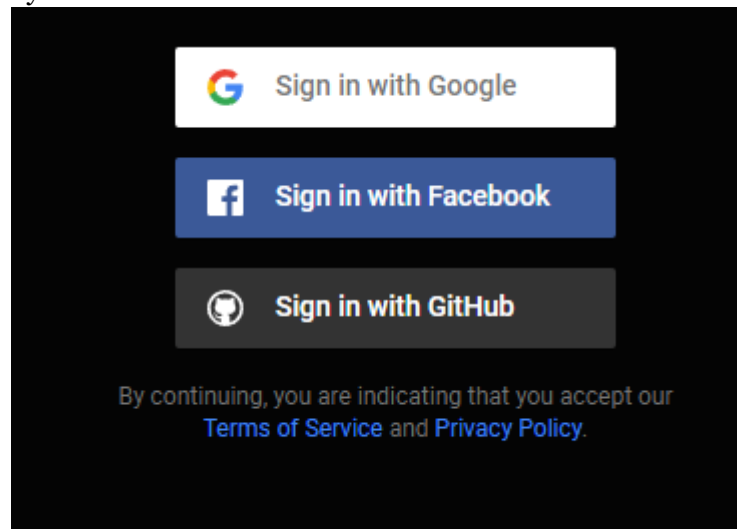 Sign in with Google
Sign in with Facebook
Sign in with GitHub
By continuing, you are indicating that you accept our
Terms of Service and Privacy Policy.